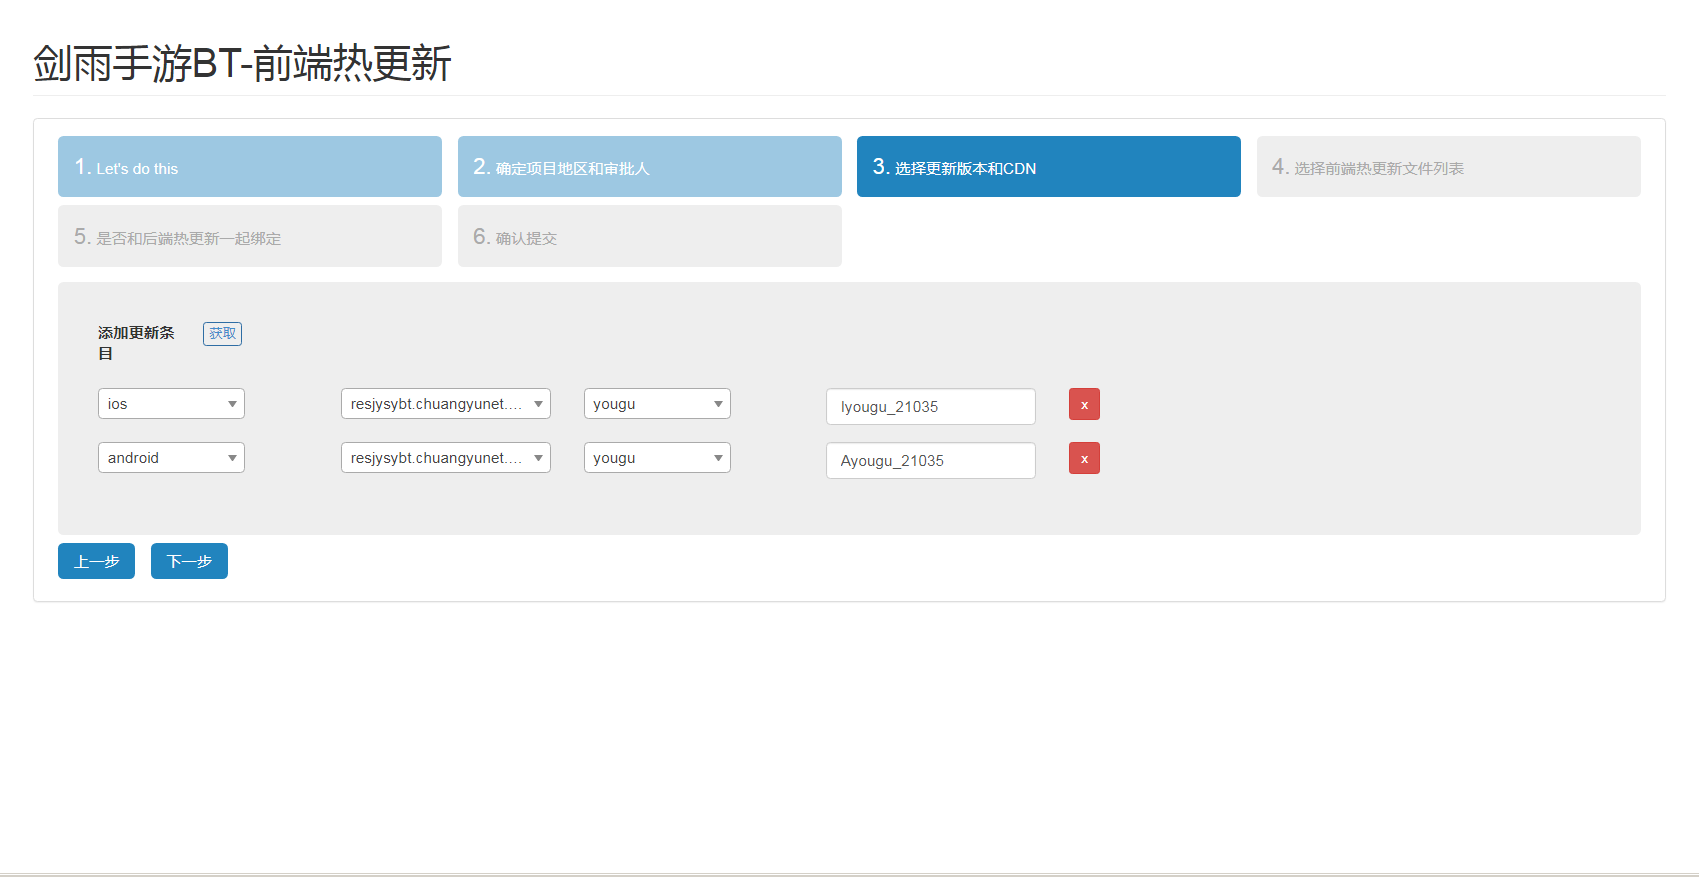 剑雨手游BT-前端热更新
1. Let's do this
2. 确定项目地区和审批人
3. 选择更新版本和CDN
4. 选择前端热更新文件列表
5. 是否和后端热更新一起绑定
6. 确认提交
添加更新条
目
获取
ios
resjysybt.chuangyunet....
yougu
Iyougu_21035
x
android
resjysybt.chuangyunet....
yougu
Ayougu_21035
x
上一步
下一步